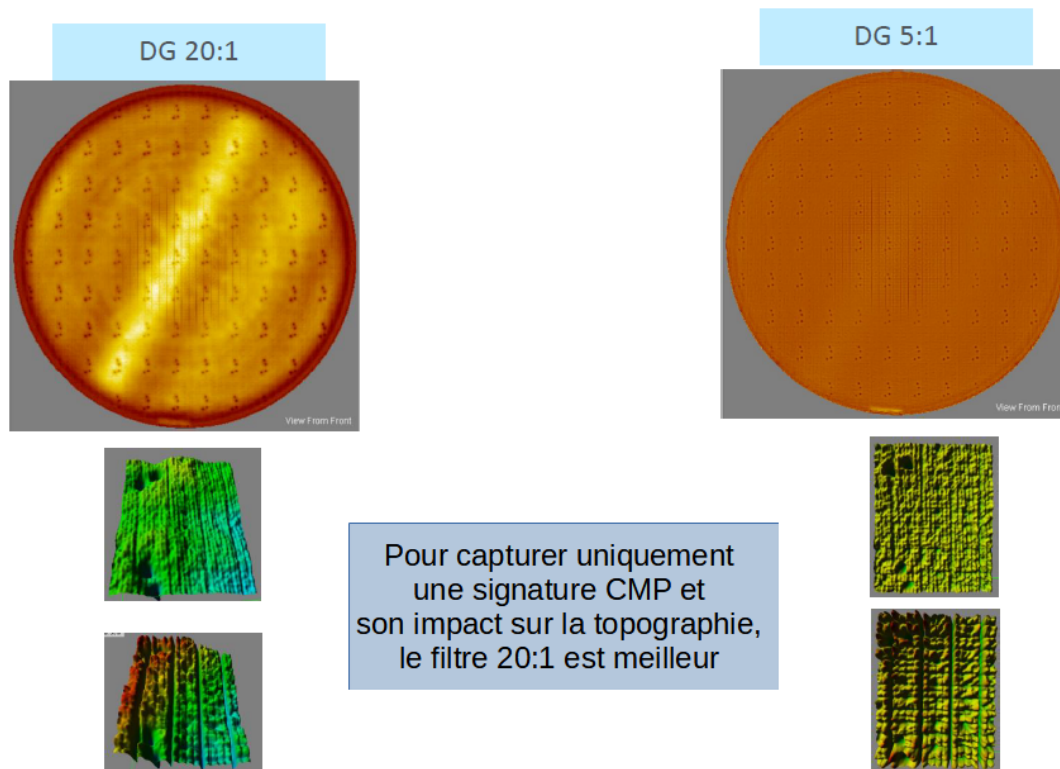 DG 20:1
DG 5:1
View From Front
View From Front
Pour capturer uniquement
une signature CMP et
son impact sur la topographie,
le filtre 20:1 est meilleur